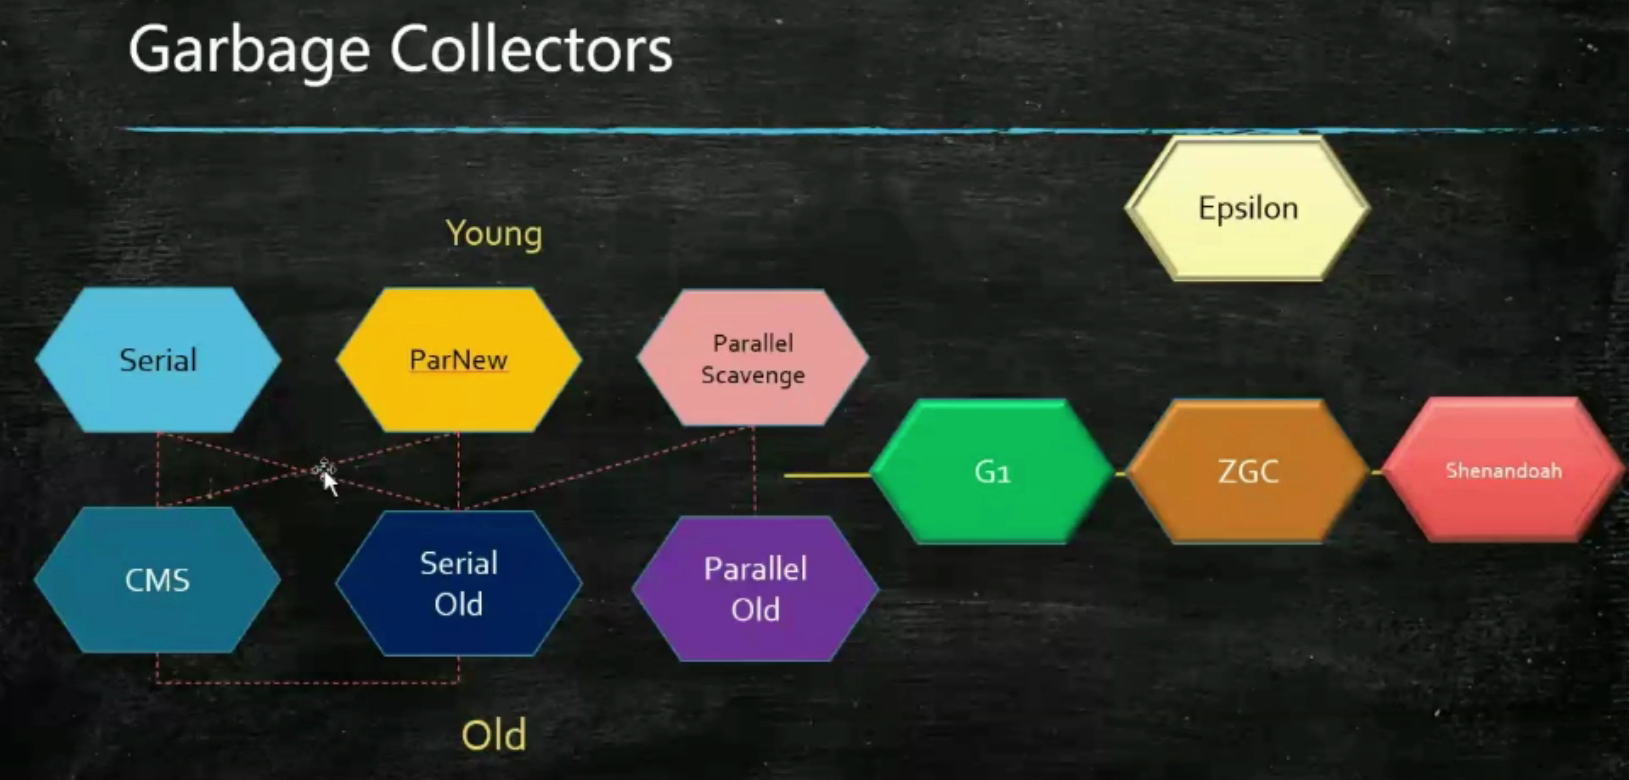 Garbage Collectors
Epsilon
Young
Serial
ParNew
Parallel
Scavenge
G1
ZGC
Shenandoah
CMS
Serial
Old
Parallel
Old
Old